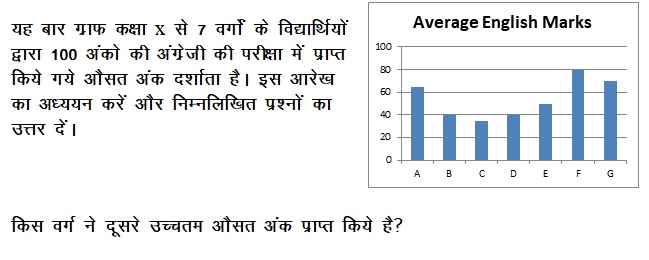 यह बार ग्राफ कक्षा X से 7 वर्गों के विद्यार्थियों
द्वारा 100 अंको की अंग्रेजी की परीक्षा में प्राप्त
किये गये औसत अंक दर्शाता है। इस आरेख
का अध्ययन करें और निम्नलिखित प्रश्नों का
उत्तर दें।
Average English Marks
100
80
60
40
20
0
A B C D E F G
किस वर्ग ने दूसरे उच्चतम औसत अंक प्राप्त किये है?